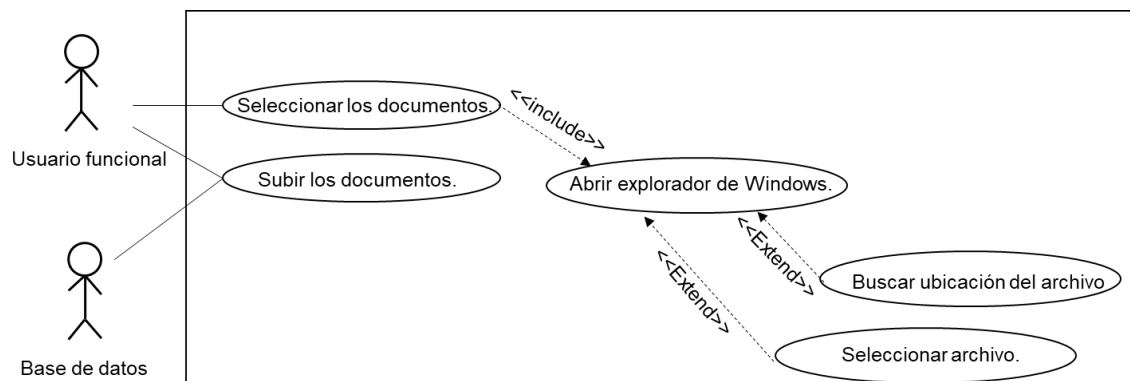 Usuario funcional
Base de datos
Seleccionar los documentos.
<<include>>
Subir los documentos.
Abrir explorador de Windows.
<<Extend>>
<<Extend>>
Buscar ubicación del archivo
Seleccionar archivo.